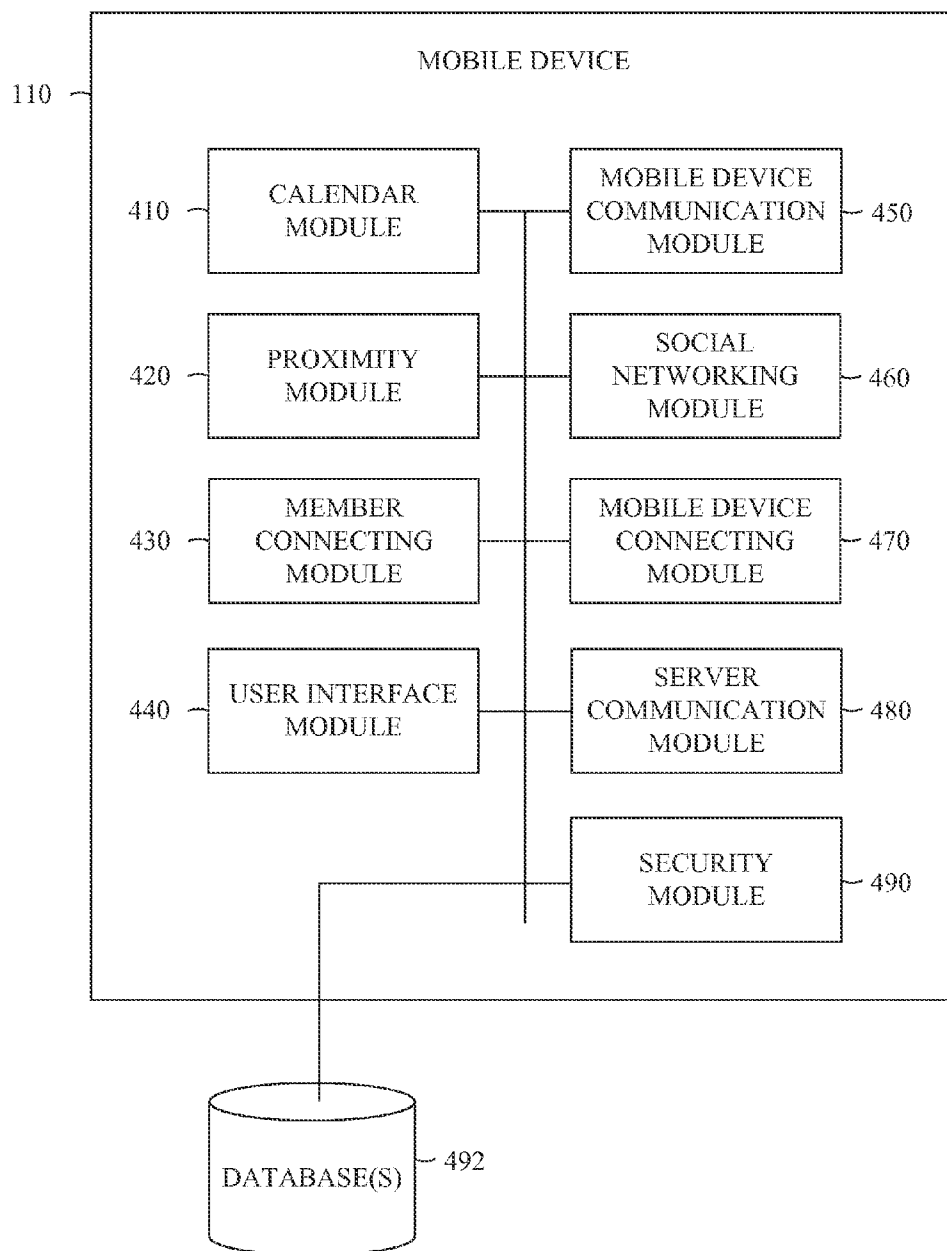 MOBILE DEVICE
110
CALENDAR
MODULE
410
MOBILE DEVICE
COMMUNICATION
MODULE
450
PROXIMITY
MODULE
420
SOCIAL
NETWORKING
MODULE
460
MEMBER
CONNECTING
MODULE
430
MOBILE DEVICE
CONNECTING
MODULE
470
USER INTERFACE
MODULE
440
SERVER
COMMUNICATION
MODULE
480
SECURITY
MODULE
490
DATABASE(S)
492